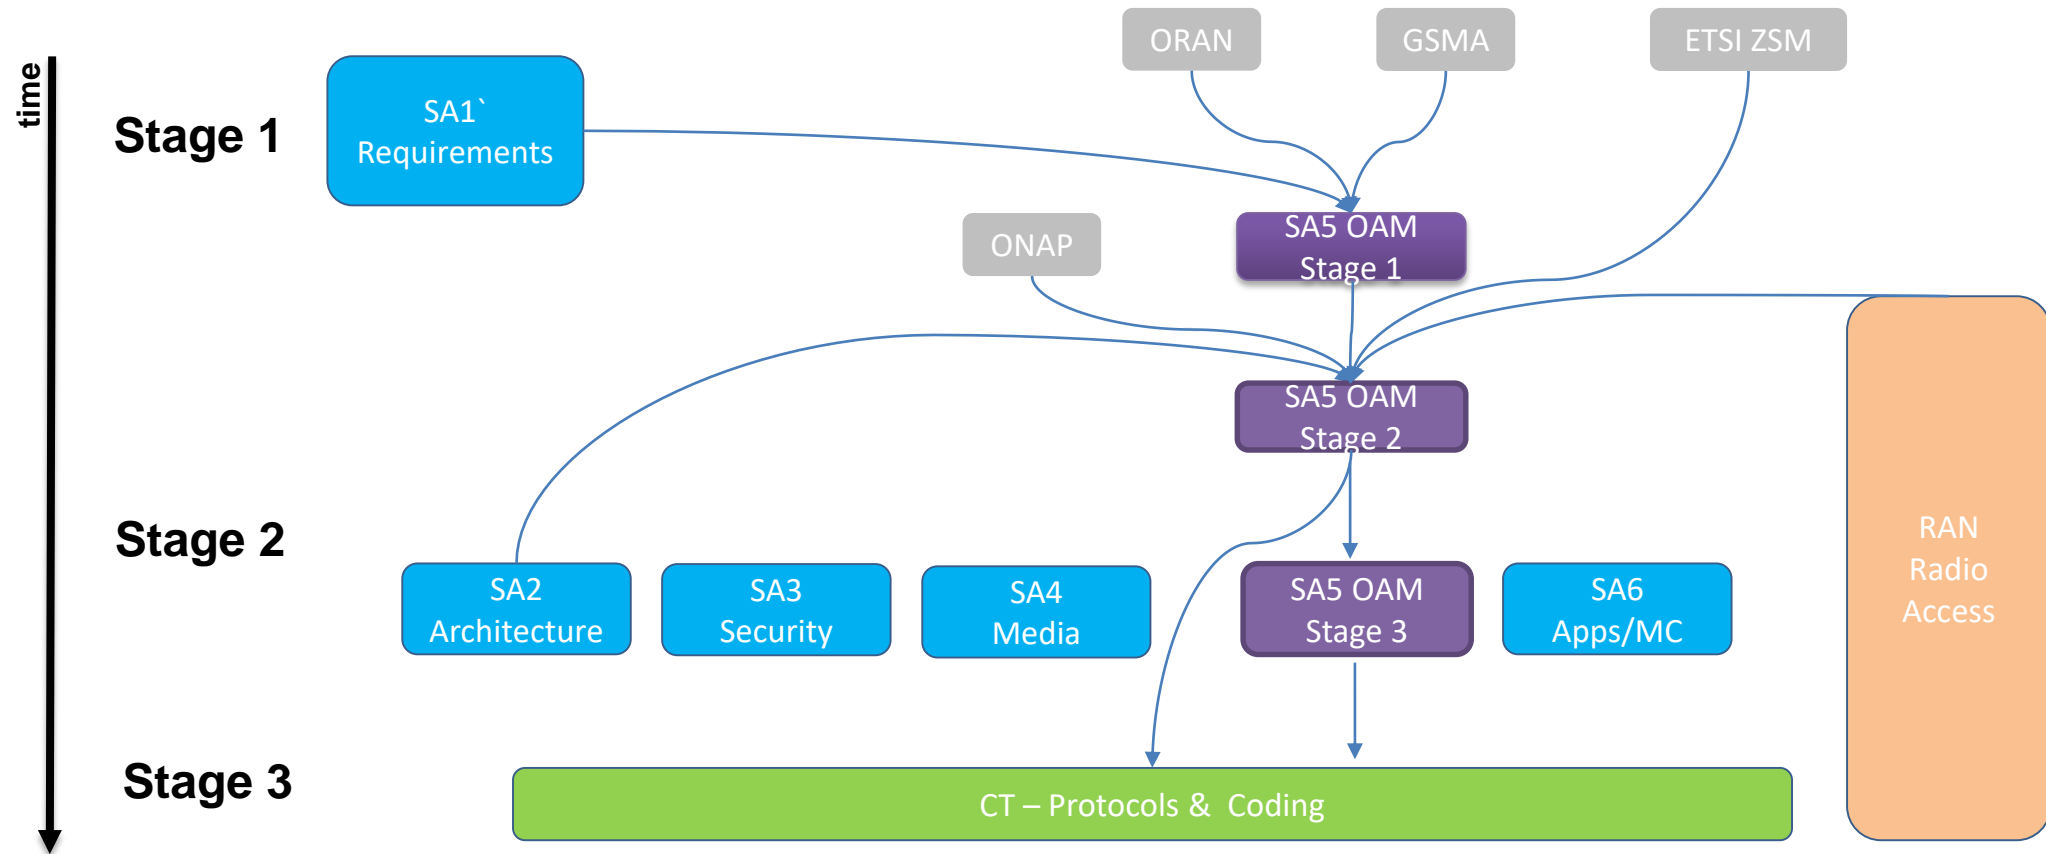 time
ORAN
GSMA
ETSI ZSM
Stage 1
SA1`
Requirements
ONAP
SA5 OAM
Stage 1
SA5 OAM
Stage 2
Stage 2
SA2
Architecture
SA3
Security
SA4
Media
SA5 OAM
Stage 3
SA6
Apps/MC
RAN
Radio
Access
Stage 3
CT – Protocols & Coding